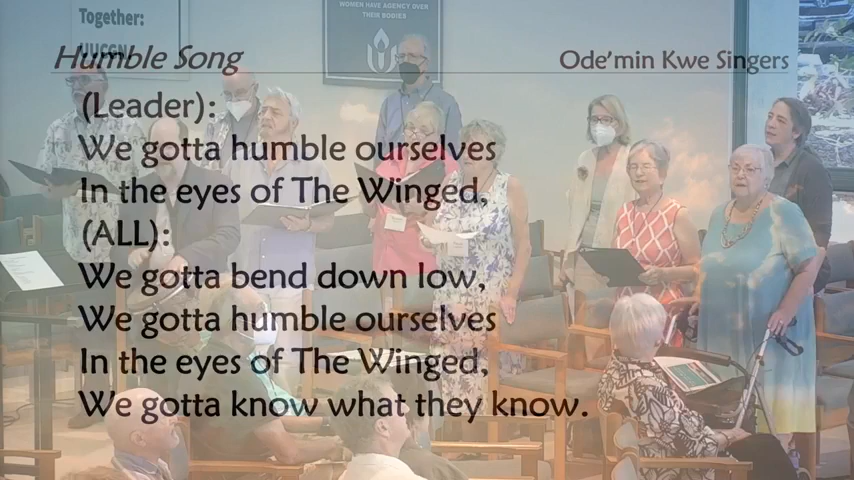 Together:
UUCGN
WOMEN HAVE AGENCY OVER
THEIR BODIES
Humble Song
Ode'min Kwe Singers
(Leader):
We gotta humble ourselves
In the eyes of The Winged,
(ALL):
We gotta bend down low,
We gotta humble ourselves
In the eyes of The Winged,
We gotta know what they know.